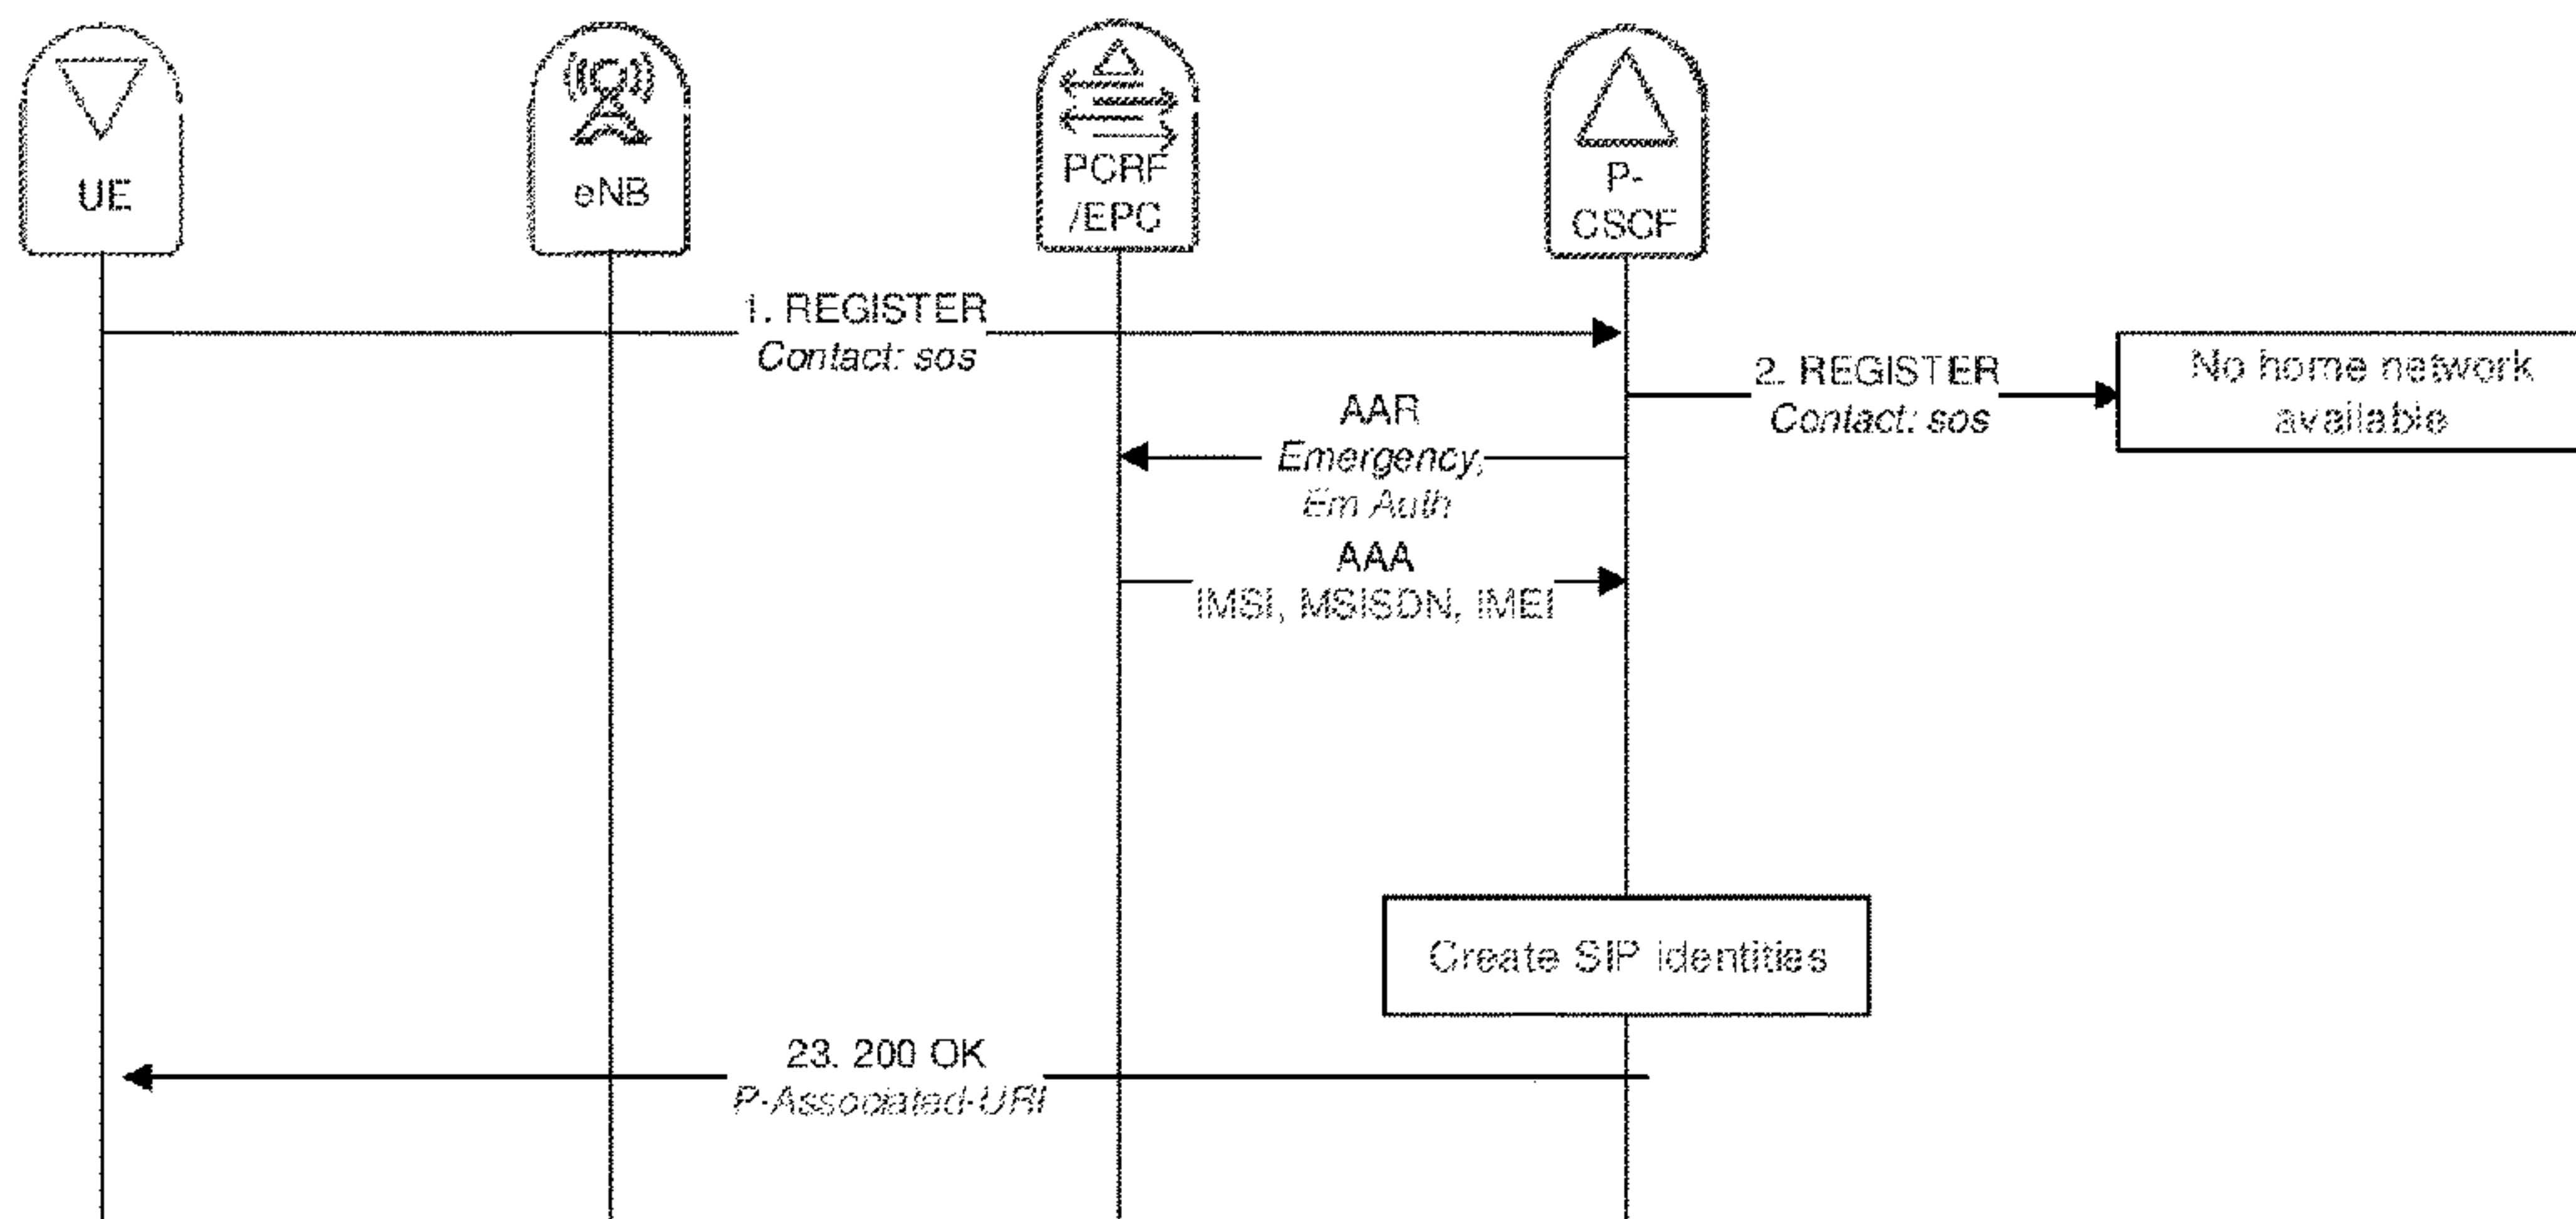 UE
eNB
PCRF
/EPC
P-
CSCF
1. REGISTER
Contact: sos
2. REGISTER
Contact: sos
No home network
available
AAR
Emergency,
Em Auth
AAA
IMSI, MSISDN, IMEI
Create SIP identities
23. 200 OK
P-Associated-URI